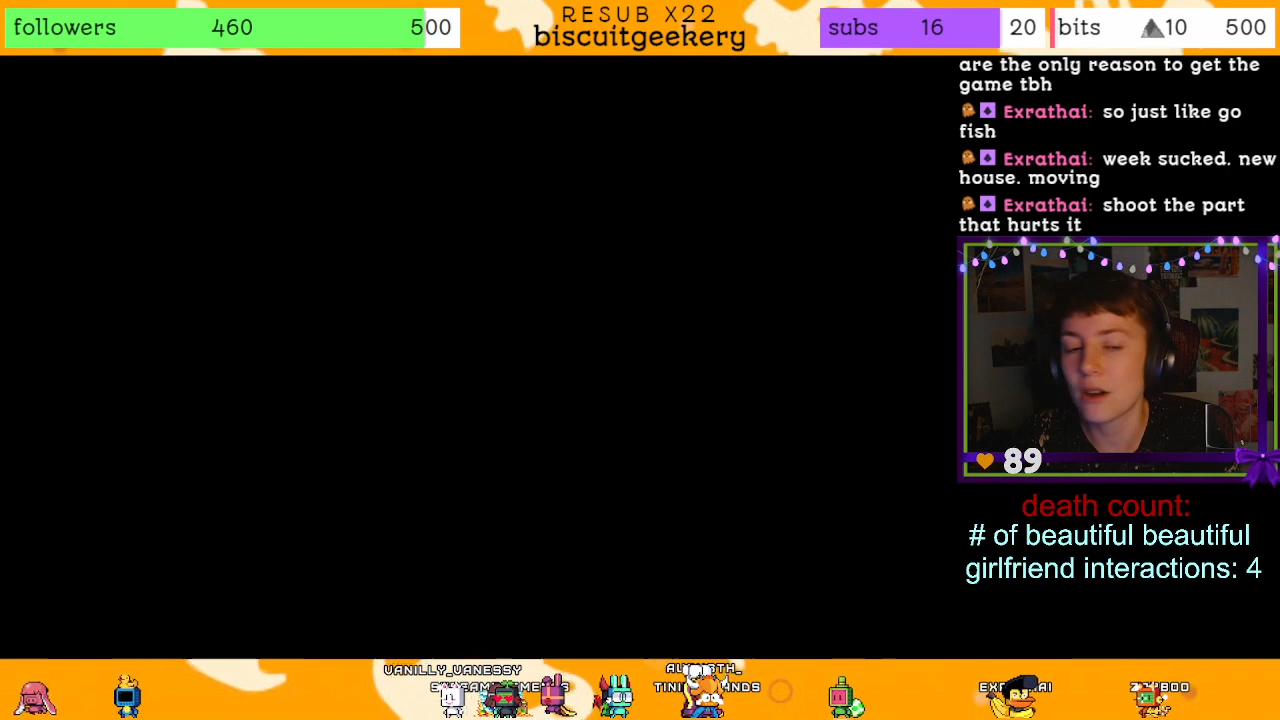 followers 460 500
RESUB X22
biscuitgeekery
subs 16 20
bits 10 500
are the only reason to get the
game tbh
Exrathai: so just like go
fish
Exrathai: week sucked. new
house. moving
Exrathai: shoot the part
that hurts it
89
death count:
# of beautiful beautiful
girlfriend interactions: 4
VANILLY_VANESSY